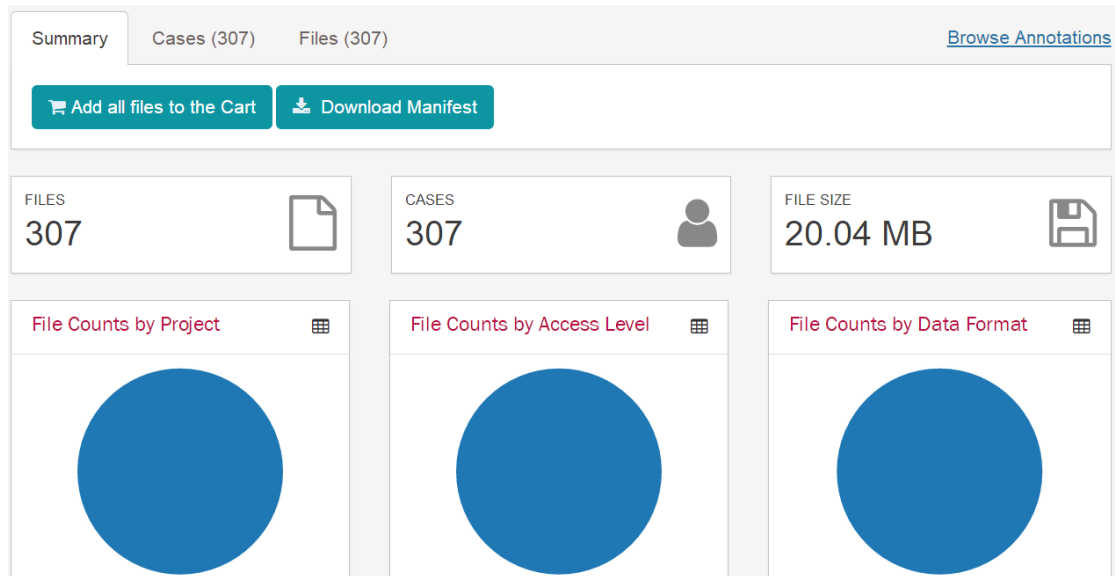 Summary Cases (307) Files (307) Browse Annotations
Add all files to the Cart Download Manifest
FILES CASES FILE SIZE
307 307 20.04 MB
File Counts by Project File Counts by Access Level File Counts by Data Format